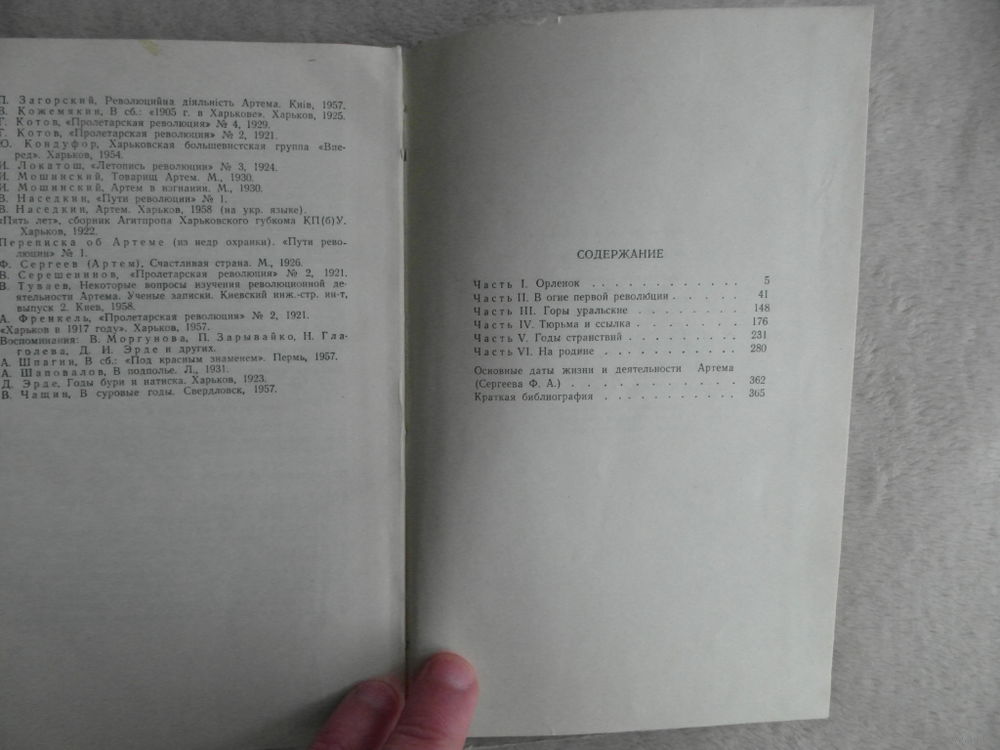 П. Загорский, Революцийна діяльність Артема. Київ, 1957.
В. Кожемякин, В сб.: «1905 г. в Харькове». Харьков, 1925.
Г. Котов, «Пролетарская революция» № 4, 1929.
Г. Котов, «Пролетарская революция» № 2, 1921.
Ю. Кондуфор, Харьковская большевистская группа «Вперед». Харьков, 1954.
И. Локатош, «Летопись революции» № 3, 1924.
И. Мошинский, Товарищ Артем. М., 1930.
И. Мошинский, Артем в изгнании. М., 1930.
В. Наседкин, «Пути революции» № 1.
В. Наседкин, Артем. Харьков, 1958 (на укр. языке).
«Пять лет», сборник Агитпропа Харьковского губкома КП(б)У.
Харьков, 1922.
Переписка об Артеме (из недр охранки). «Пути революции» № 1.
Ф. Сергеев (Артем), Счастливая страна. М., 1926.
В. Серешенинов, «Пролетарская революция» № 2, 1921.
В. Туваев, Некоторые вопросы изучения революционной деятельности Артема. Ученые записки. Киевский инж.-стр. ин-т,
выпуск 2. Киев, 1958.
А. Френкель, «Пролетарская революция» № 2, 1921.
«Харьков в 1917 году». Харьков, 1957.
Воспоминания: В. Моргунова, П. Зарывайко, Н. Глаголева, Д. И. Эрде и других.
А. Шпагин, В сб.: «Под красным знаменем». Пермь, 1957.
А. Шаповалов, В подполье. Л., 1931.
Д. Эрде, Годы бури и натиска. Харьков, 1923.
В. Чащин, В суровые годы. Свердловск, 1957.
СОДЕРЖАНИЕ
Часть I. Орленок . . . . . . . . . . . . 5
Часть II. В огне первой революции . . . . . 41
Часть III. Горы уральские . . . . . . . . 148
Часть IV. Тюрьма и ссылка . . . . . . . . 176
Часть V. Годы странствий . . . . . . . . 231
Часть VI. На родине . . . . . . . . . . 280
Основные даты жизни и деятельности Артема
(Сергеева Ф. А.) . . . . . . . . . . . . 362
Краткая библиография . . . . . . . . . . 365